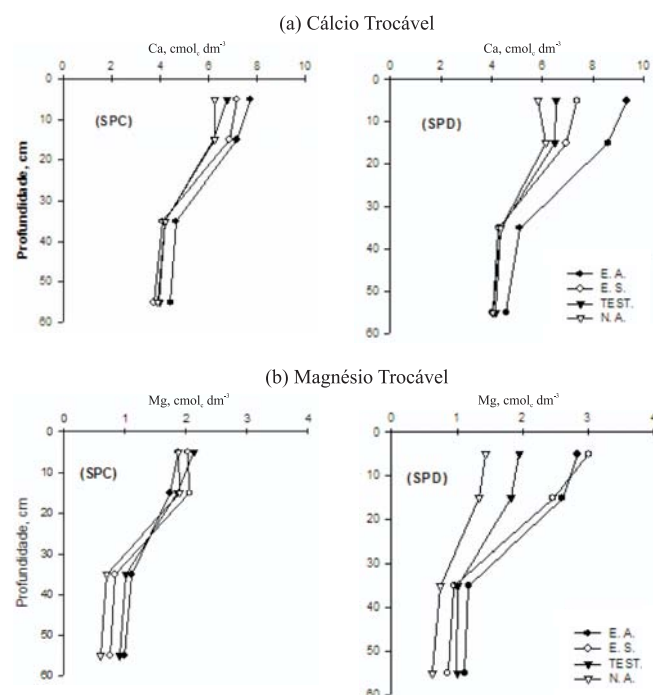 (a) Cálcio Trocável
Ca, cmolc dm-3
Ca, cmolc dm-3
0 2 4 6 8 10
0 2 4 6 8 10
0
10
20
30
40
50
60
Profundidade, cm
(SPC)
0
10
20
30
40
50
60
(SPD)
E.A.
E.S.
TEST.
N.A.
(b) Magnésio Trocável
Mg, cmolc dm-3
Mg, cmolc dm-3
0 1 2 3 4
0 1 2 3 4
0
10
20
30
40
50
60
Profundidade, cm
(SPC)
0
10
20
30
40
50
60
(SPD)
E.A.
E.S.
TEST.
N.A.